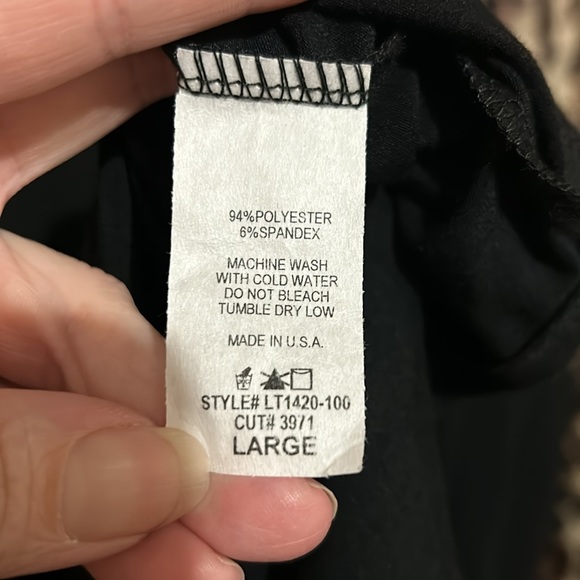 94%POLYESTER
6%SPANDEX
MACHINE WASH
WITH COLD WATER
DO NOT BLEACH
TUMBLE DRY LOW
MADE IN U.S.A.
STYLE# LT1420-100
CUT# 3971
LARGE